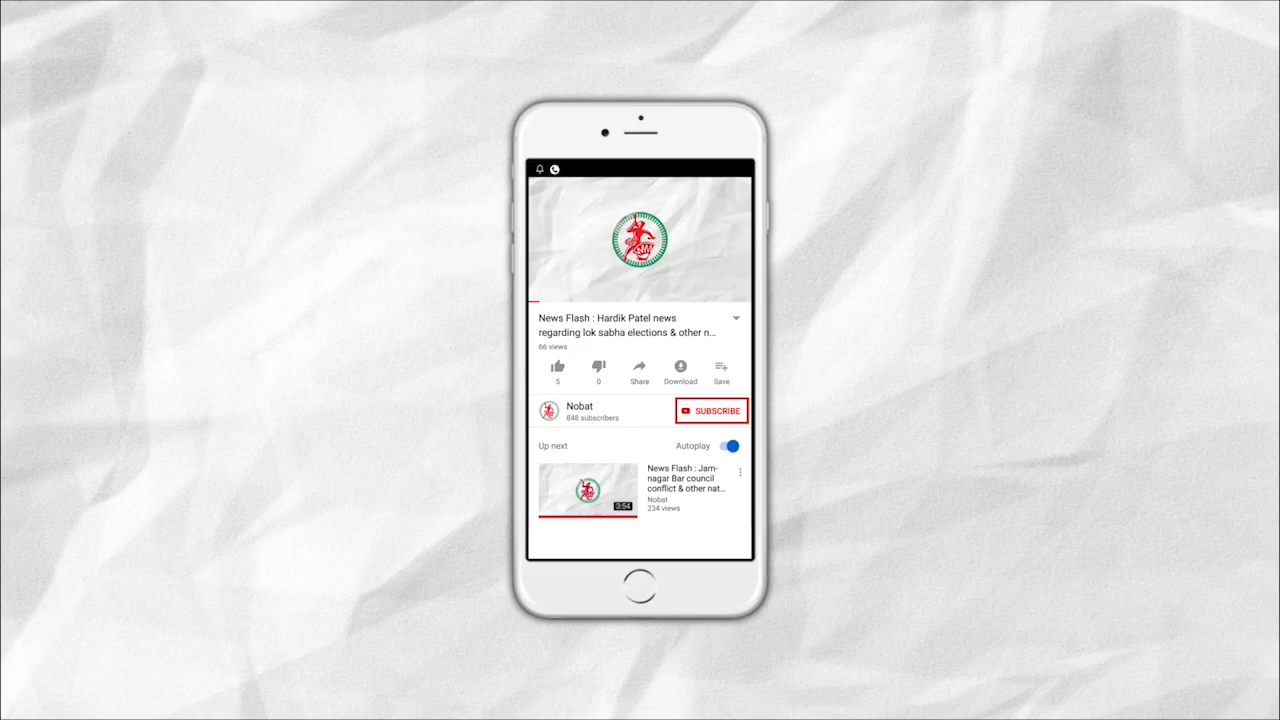 News Flash : Hardik Patel news
regarding lok sabha elections & other n...
66 views
5
0
Share
Download
Save
Nobat
848 subscribers
SUBSCRIBE
Up next
Autoplay
3:54
News Flash : Jam-
nagar Bar council
conflict & other nat...
Nobat
234 views